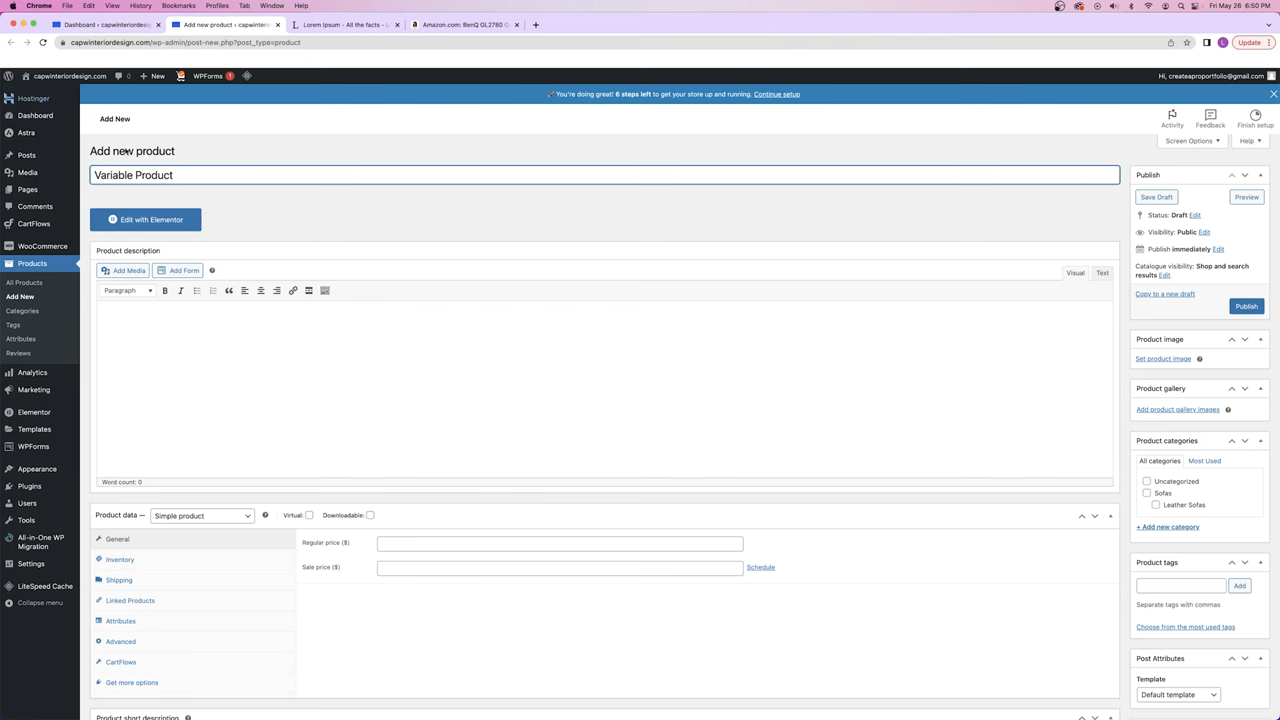 Chrome File Edit View History Bookmarks Profiles Tab Window Help Fri May 26 6:50 PM
Dashboard ‹ capwinteriordesign Add new product ‹ capwinterior Lorem Ipsum - All the facts - L Amazon.com: BenQ GL2780
capwinteriordesign.com/wp-admin/post-new.php?post_type=product Update
capwinteriordesign.com 0 New WPForms 1 Hi, createaproportfolio@gmail.com
Hostinger
Dashboard
Astra
Posts
Media
Pages
Comments
CartFlows
WooCommerce
Products
All Products
Add New
Categories
Tags
Attributes
Reviews
Analytics
Marketing
Elementor
Templates
WPForms
Appearance
Plugins
Users
Tools
All-in-One WP
Migration
Settings
LiteSpeed Cache
Collapse menu
You're doing great! 6 steps left to get your store up and running. Continue setup
Add New
Activity Feedback Finish setup
Screen Options Help
Add new product
Variable Product
Edit with Elementor
Product description
Add Media Add Form
Visual Text
Paragraph
Word count: 0
Product data — Simple product Virtual: Downloadable:
General
Inventory
Shipping
Linked Products
Attributes
Advanced
CartFlows
Get more options
Regular price ($)
Sale price ($) Schedule
Product short description
Publish
Save Draft Preview
Status: Draft Edit
Visibility: Public Edit
Publish immediately Edit
Catalogue visibility: Shop and search
results Edit
Copy to a new draft
Publish
Product image
Set product image
Product gallery
Add product gallery images
Product categories
All categories Most Used
Uncategorized
Sofas
Leather Sofas
+ Add new category
Product tags
Add
Separate tags with commas
Choose from the most used tags
Post Attributes
Template
Default template